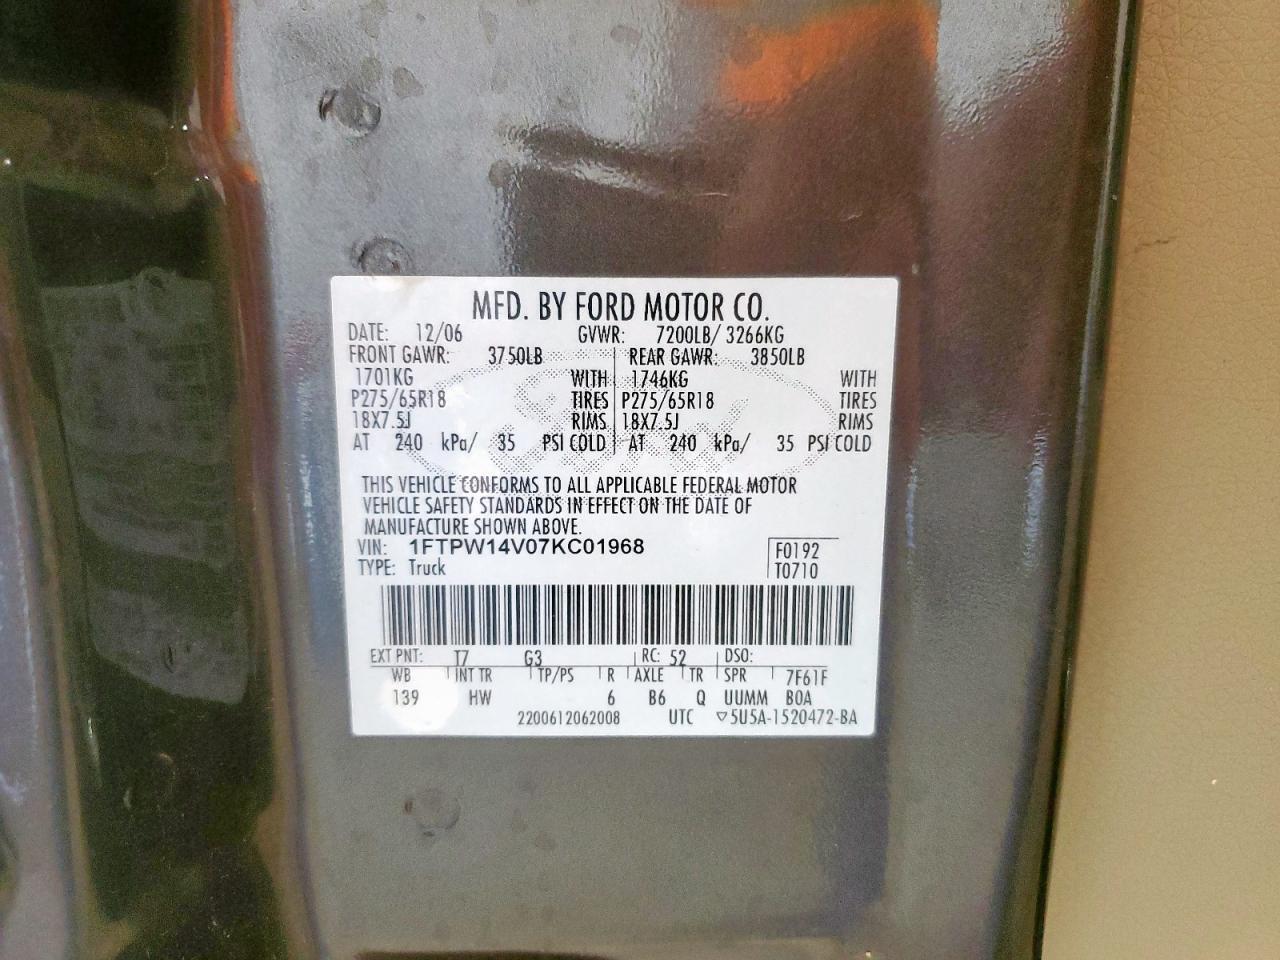 MFD. BY FORD MOTOR CO.
DATE: 12/06 GVWR: 7200LB/ 3266KG
FRONT GAWR: 3750LB REAR GAWR: 3850LB
1701KG WITH 1746KG WITH
P275/65R18 TIRES P275/65R18 TIRES
18X7.5J RIMS 18X7.5J RIMS
AT 240 kPa/ 35 PSI COLD AT 240 kPa/ 35 PSI COLD
THIS VEHICLE CONFORMS TO ALL APPLICABLE FEDERAL MOTOR
VEHICLE SAFETY STANDARDS IN EFFECT ON THE DATE OF
MANUFACTURE SHOWN ABOVE.
VIN: 1FTPW14V07KC01968 F0192
TYPE: Truck T0710
EXT PNT: T7 G3 RC: 52 DSO:
WB INT TR TP/PS R AXLE TR SPR 7F61F
139 HW 6 B6 Q UUMM BOA
2200612062008 UTC ▽5U5A-1520472-BA